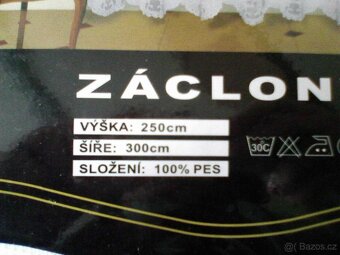 ZÁCLON
VÝŠKA: 250cm
ŠÍŘE: 300cm
SLOŽENÍ: 100% PES
30C
Bazos.cz